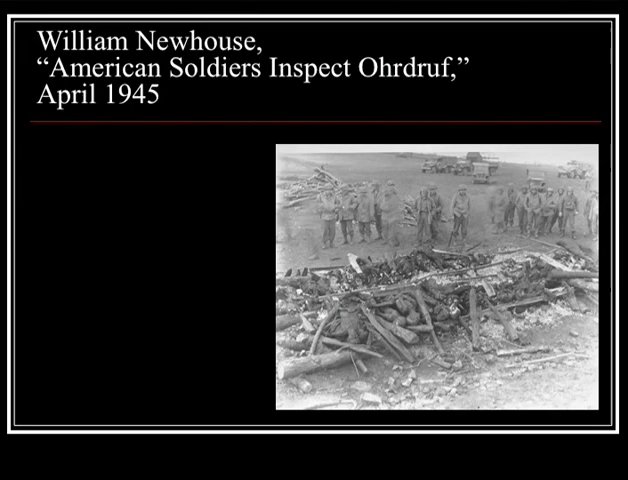 William Newhouse,
“American Soldiers Inspect Ohrdruf,”
April 1945